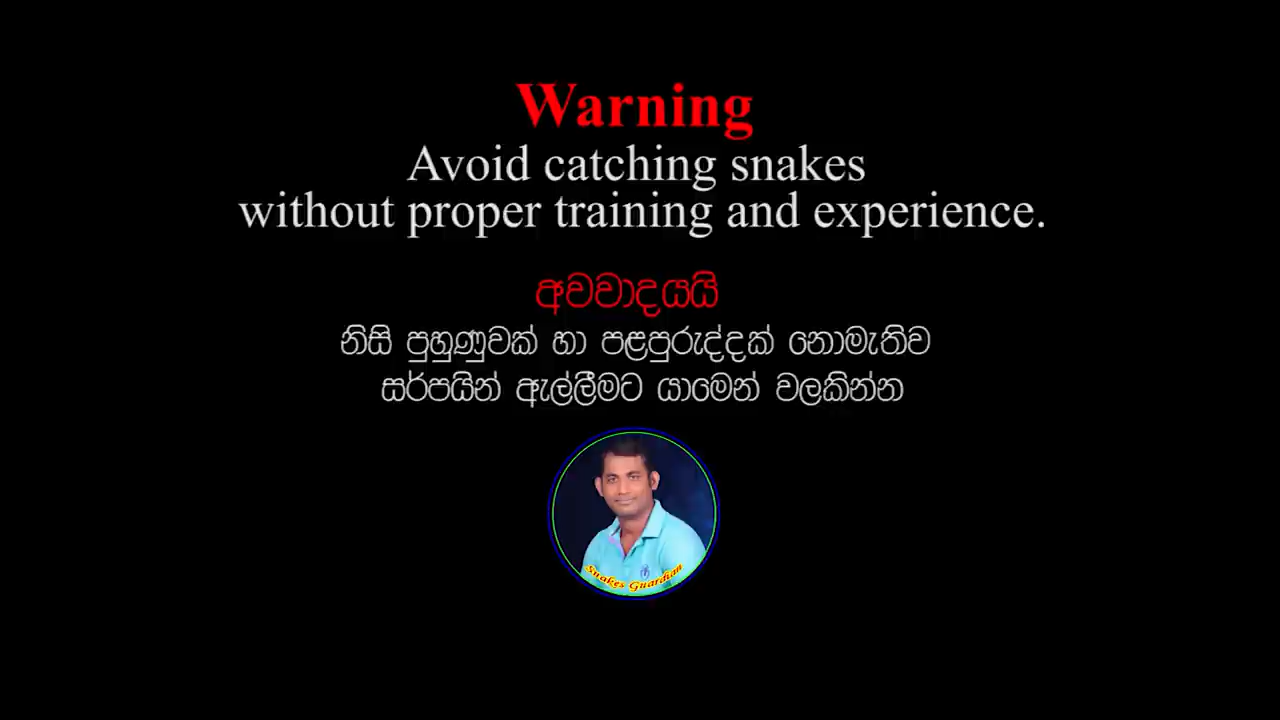 Warning
Avoid catching snakes
without proper training and experience.
අවවාදයයි
නිසි පුහුණුවක් හා පළපුරුද්දක් නොමැතිව
සර්පයින් ඇල්ලීමට යාමෙන් වලකින්න
Snakes Guardian